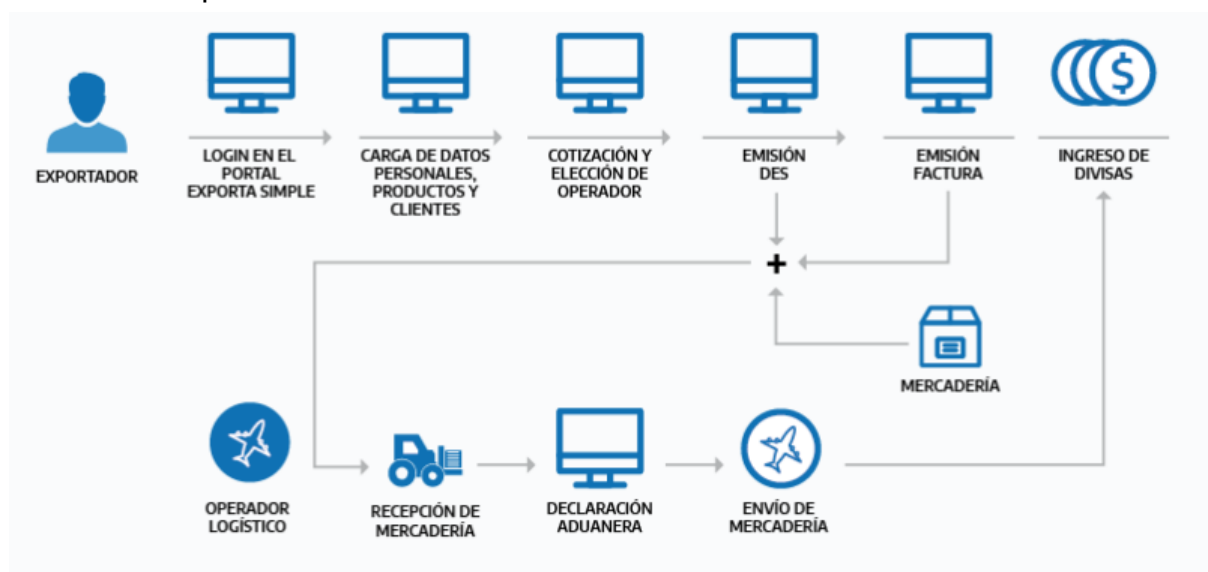 EXPORTADOR
LOGIN EN EL
PORTAL
EXPORTA SIMPLE
CARGA DE DATOS
PERSONALES,
PRODUCTOS Y
CLIENTES
COTIZACIÓN Y
ELECCIÓN DE
OPERADOR
EMISIÓN
DES
EMISIÓN
FACTURA
INGRESO DE
DIVISAS
$
+
MERCADERÍA
OPERADOR
LOGÍSTICO
RECEPCIÓN DE
MERCADERÍA
DECLARACIÓN
ADUANERA
ENVÍO DE
MERCADERÍA